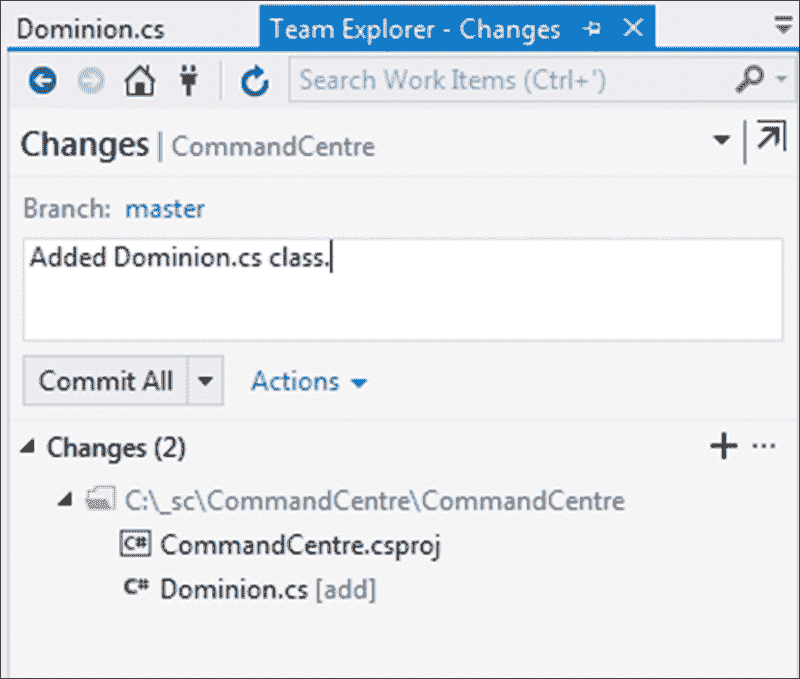 Dominion.cs Team Explorer - Changes
Search Work Items (Ctrl+')
Changes | CommandCentre
Branch: master
Added Dominion.cs class.
Commit All Actions
Changes (2)
C:\_sc\CommandCentre\CommandCentre
C# CommandCentre.csproj
C# Dominion.cs [add]